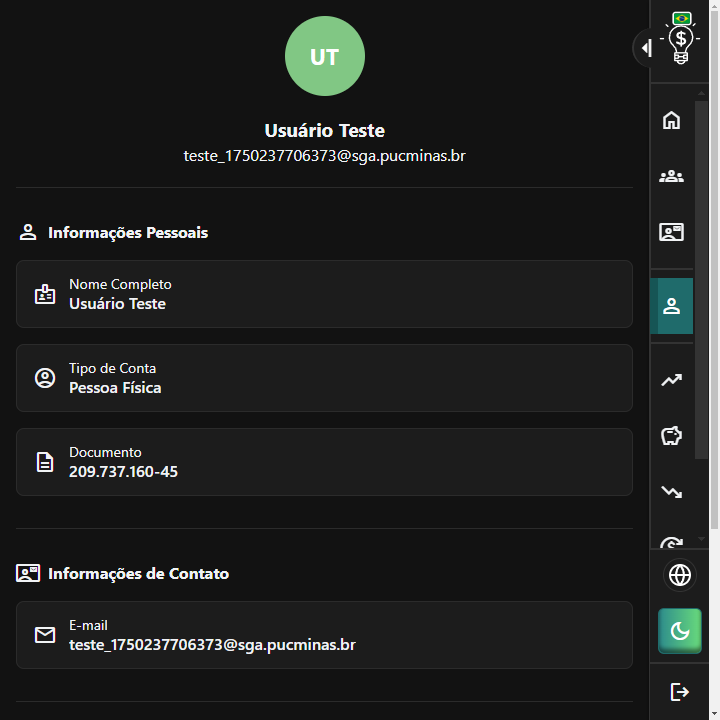 UT
Usuário Teste
teste_1750237706373@sga.pucminas.br
Informações Pessoais
Nome Completo
Usuário Teste
Tipo de Conta
Pessoa Física
Documento
209.737.160-45
Informações de Contato
E-mail
teste_1750237706373@sga.pucminas.br
$